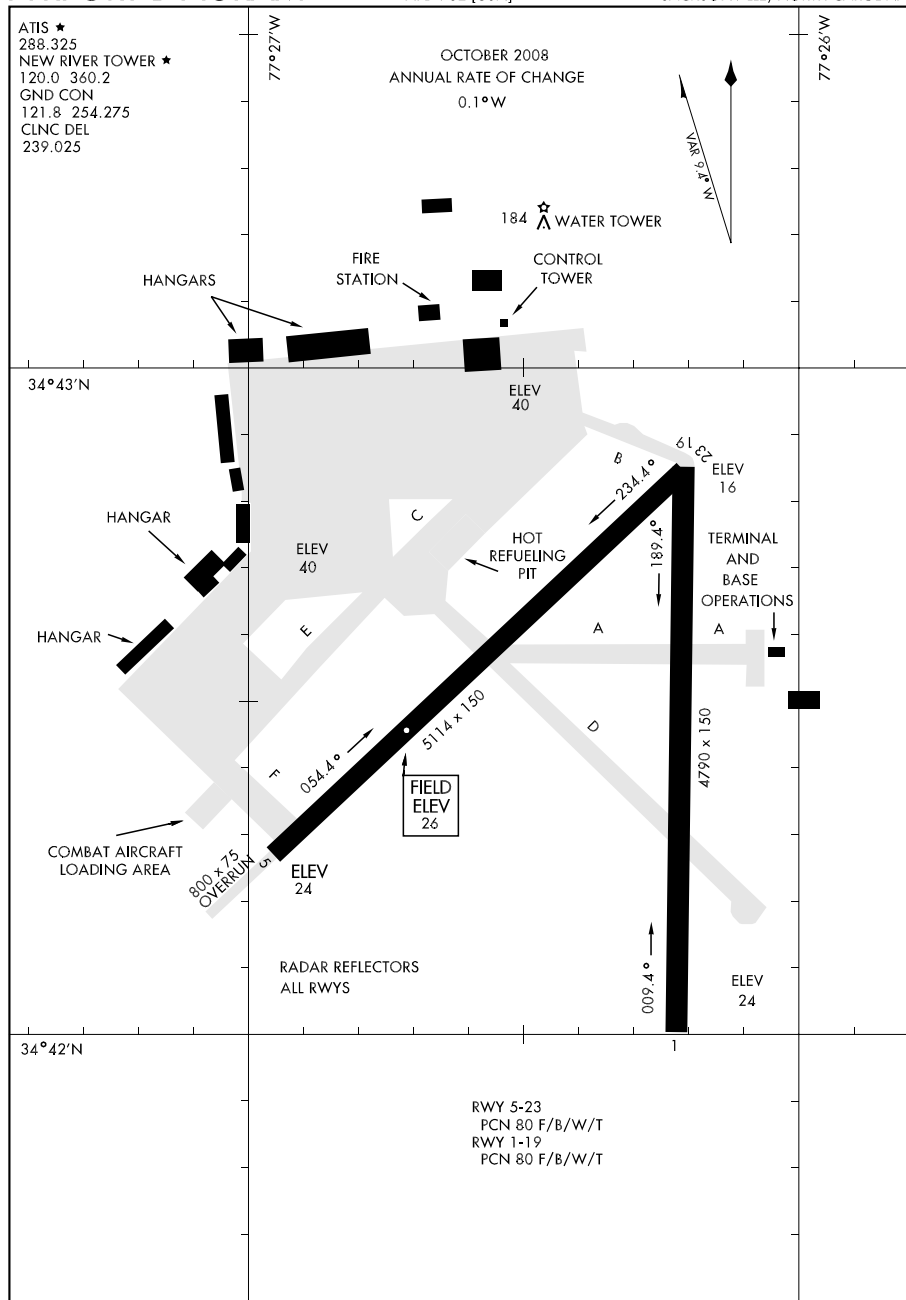 ATIS ★
288.325
NEW RIVER TOWER ★
120.0 360.2
GND CON
121.8 254.275
CLNC DEL
239.025
77°27'W
OCTOBER 2008
ANNUAL RATE OF CHANGE
0.1°W
77°26'W
VAR 9.4° W
184
WATER TOWER
HANGARS
FIRE
STATION
CONTROL
TOWER
34°43'N
ELEV
40
B
234.4°
19
23
ELEV
16
C
HANGAR
ELEV
40
HOT
REFUELING
PIT
189.4°
TERMINAL
AND
BASE
OPERATIONS
HANGAR
E
A
A
5114 x 150
D
4790 x 150
F
054.4°
FIELD
ELEV
26
COMBAT AIRCRAFT
LOADING AREA
800 x 75
OVERRUN
5
ELEV
24
RADAR REFLECTORS
ALL RWYS
009.4°
ELEV
24
34°42'N
1
RWY 5-23
PCN 80 F/B/W/T
RWY 1-19
PCN 80 F/B/W/T